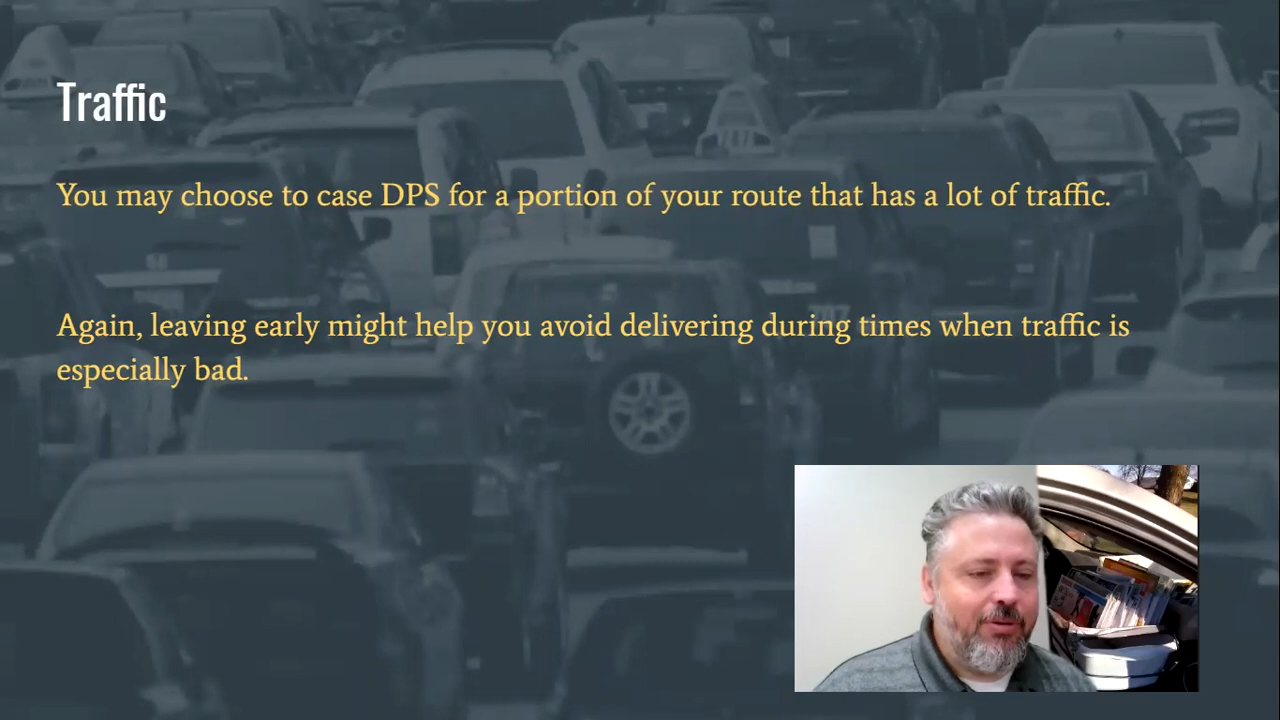 Traffic
You may choose to case DPS for a portion of your route that has a lot of traffic.
Again, leaving early might help you avoid delivering during times when traffic is
especially bad.